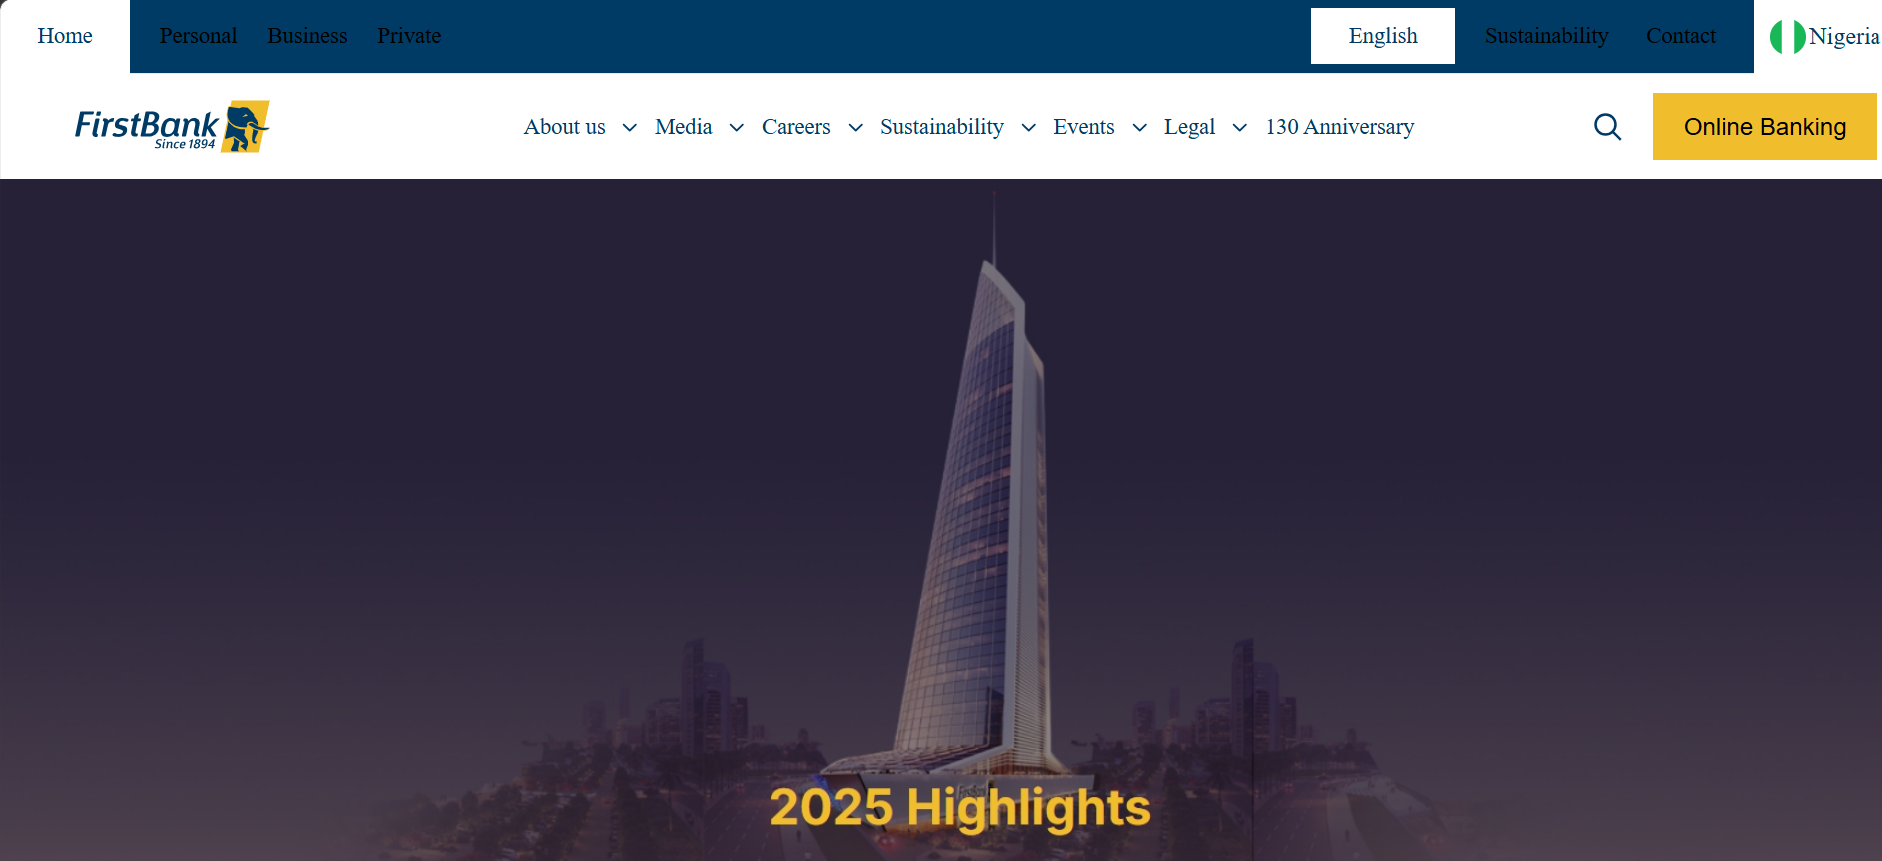 Home Personal Business Private English Sustainability Contact Nigeria
FirstBank
Since 1894
About us Media Careers Sustainability Events Legal 130 Anniversary Online Banking
2025 Highlights